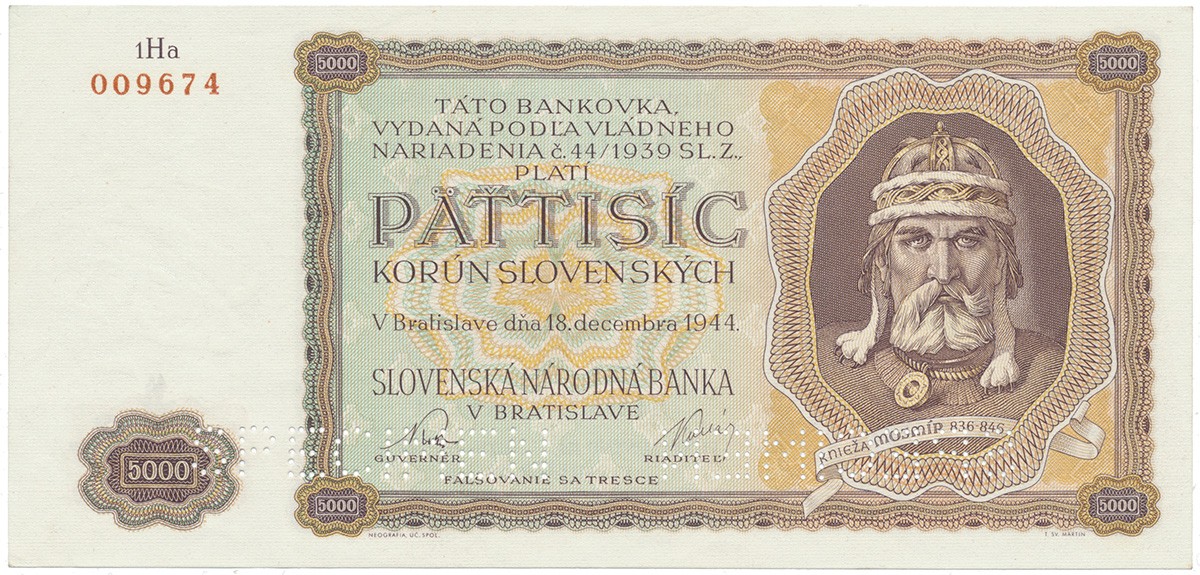 1Ha
009674
5000
5000
TÁTO BANKOVKA,
VYDANÁ PODĽA VLÁDNEHO
NARIADENIA č. 44/1939 SL. Z.,
PLATÍ
PÄŤTISÍC
KORÚN SLOVENSKÝCH
V Bratislave dňa 18. decembra 1944.
SLOVENSKÁ NÁRODNÁ BANKA
V BRATISLAVE
GUVERNÉR
RIADITEĽ
FALŠOVANIE SA TRESCE
KNIEŽA MOJMÍR 836-846
5000
5000
5000
NEOGRAFIA, ÚČ. SPOL.
T. SV. MARTIN